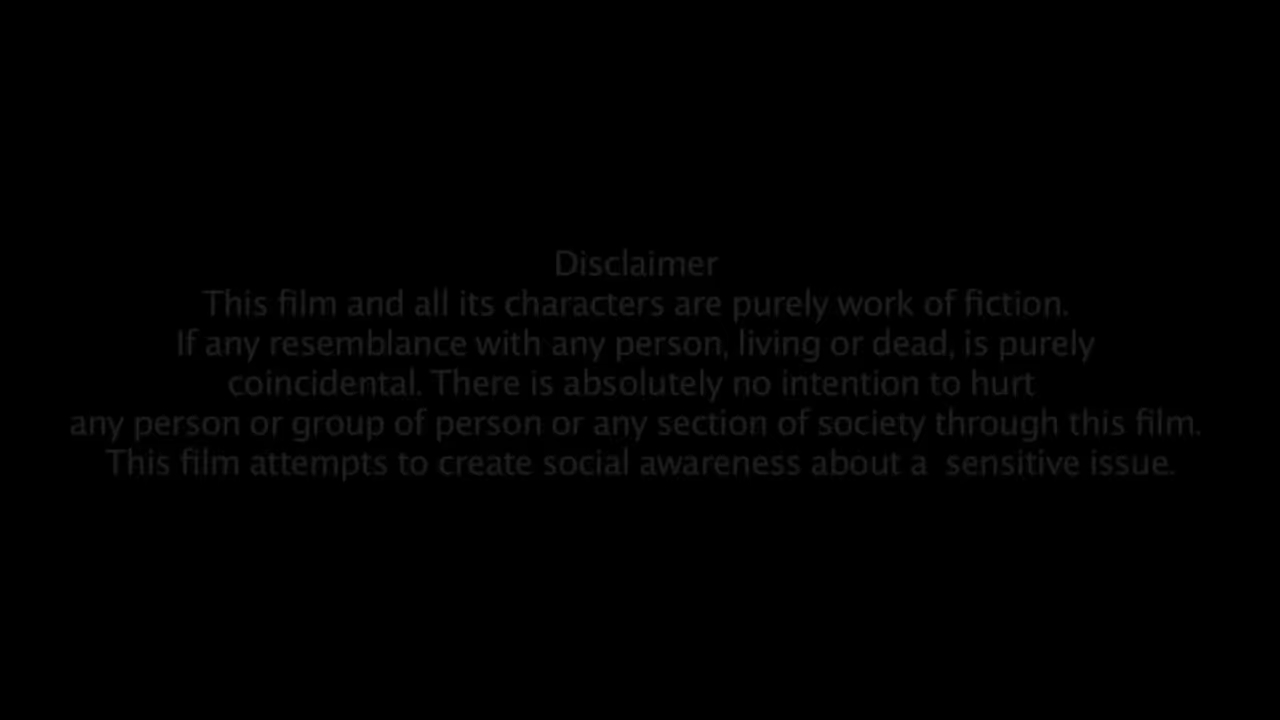 Disclaimer
This film and all its characters are purely work of fiction.
If any resemblance with any person, living or dead, is purely
coincidental. There is absolutely no intention to hurt
any person or group of person or any section of society through this film.
This film attempts to create social awareness about a  sensitive issue.